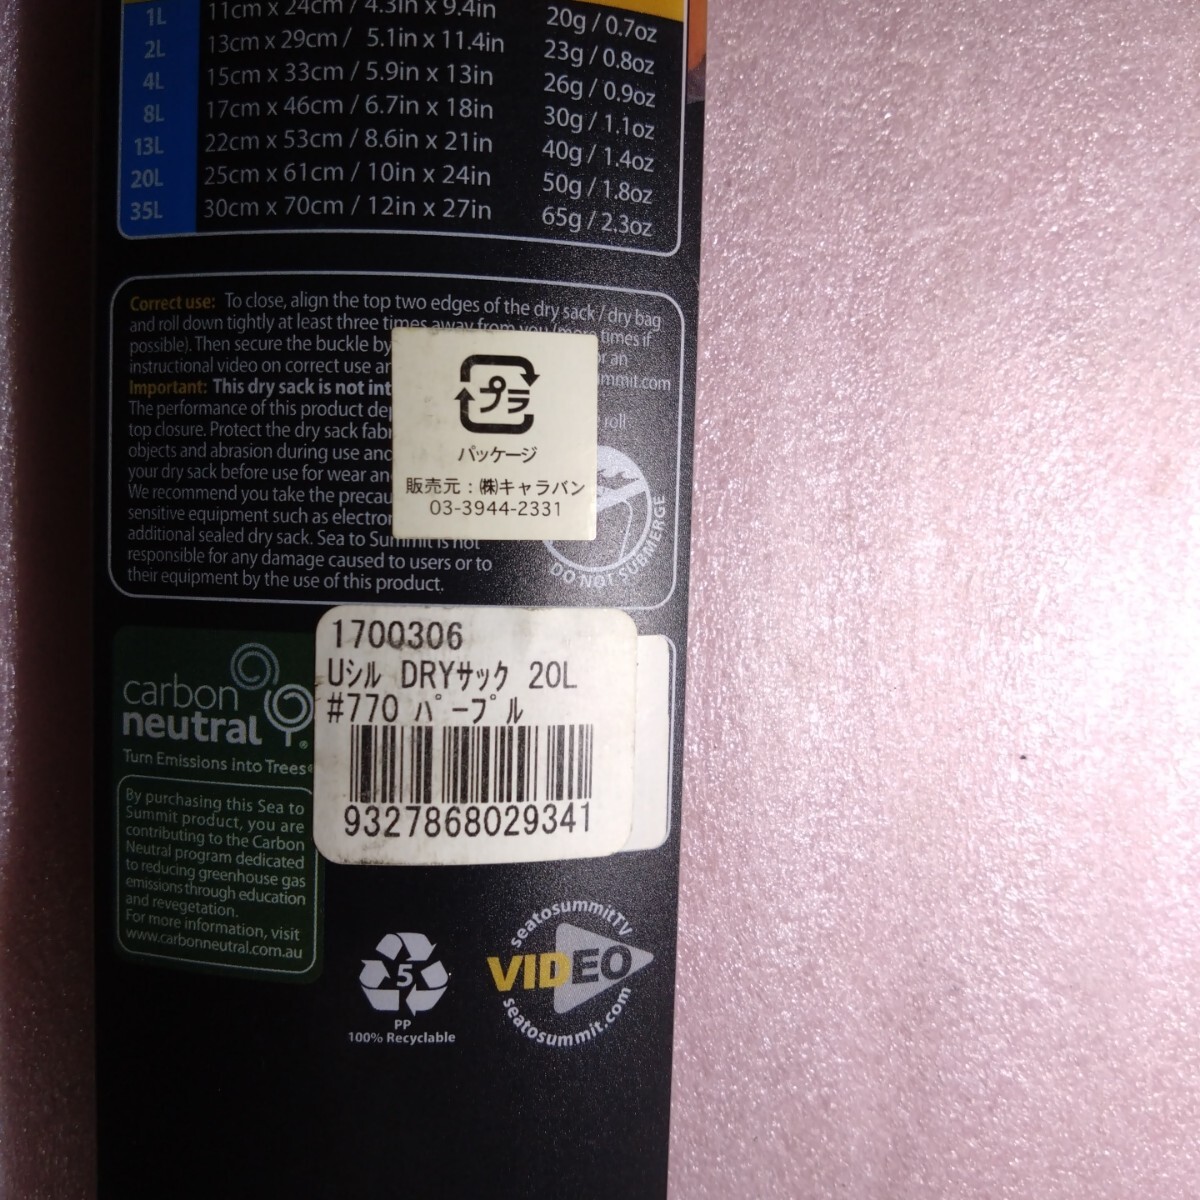 1L 11cm x 24cm / 4.3in x 9.4in 20g / 0.7oz
2L 13cm x 29cm / 5.1in x 11.4in 23g / 0.8oz
4L 15cm x 33cm / 5.9in x 13in 26g / 0.9oz
8L 17cm x 46cm / 6.7in x 18in 30g / 1.1oz
13L 22cm x 53cm / 8.6in x 21in 40g / 1.4oz
20L 25cm x 61cm / 10in x 24in 50g / 1.8oz
35L 30cm x 70cm / 12in x 27in 65g / 2.3oz
Correct use: To close, align the top two edges of the dry sack / dry bag
and roll down tightly at least three times away from you (more times if
possible). Then secure the buckle by
instructional video on correct use
Important: This dry sack is not
The performance of this product
roll
top closure. Protect the dry sack
objects and abrasion during use
your dry sack before use for wear
We recommend you take the
sensitive equipment such as
additional sealed dry sack. Sea to Summit is not
responsible for any damage caused to users or to
their equipment by the use of this product.
プラ
パッケージ
販売元：㈱キャラバン
03-3944-2331
DO NOT SUBMERGE
1700306
Uシル DRYサック 20L
#770 パープル
9327868029341
carbon
neutral®
Turn Emissions into Trees
By purchasing this Sea to
Summit product, you are
contributing to the Carbon
Neutral program dedicated
to reducing greenhouse gas
emissions through education
and revegetation.
For more information, visit
www.carbonneutral.com.au
5
PP
100% Recyclable
seatosummitTV
VIDEO
seatosummit.com